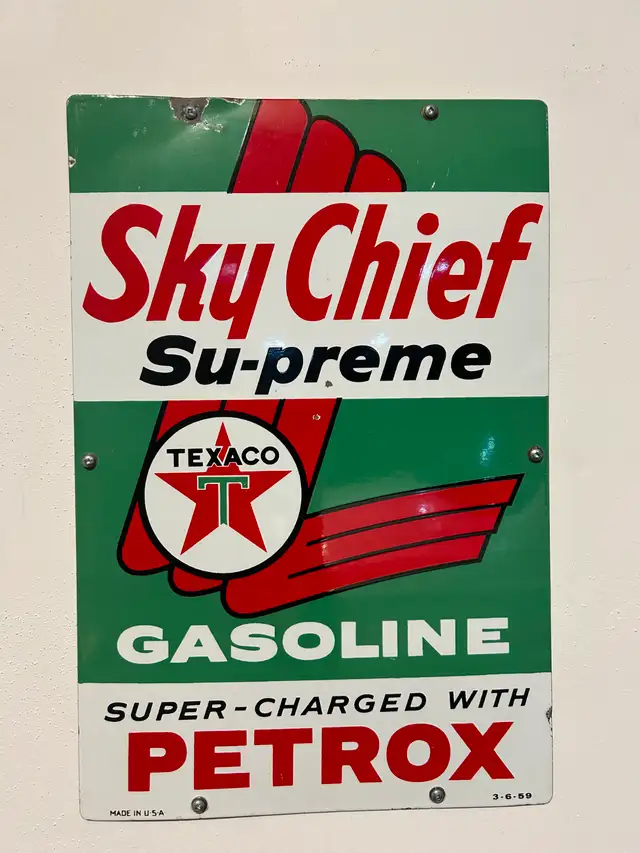 Sky Chief
Su-preme
TEXACO
T
GASOLINE
SUPER-CHARGED WITH
PETROX
3-6-59
MADE IN U·S·A